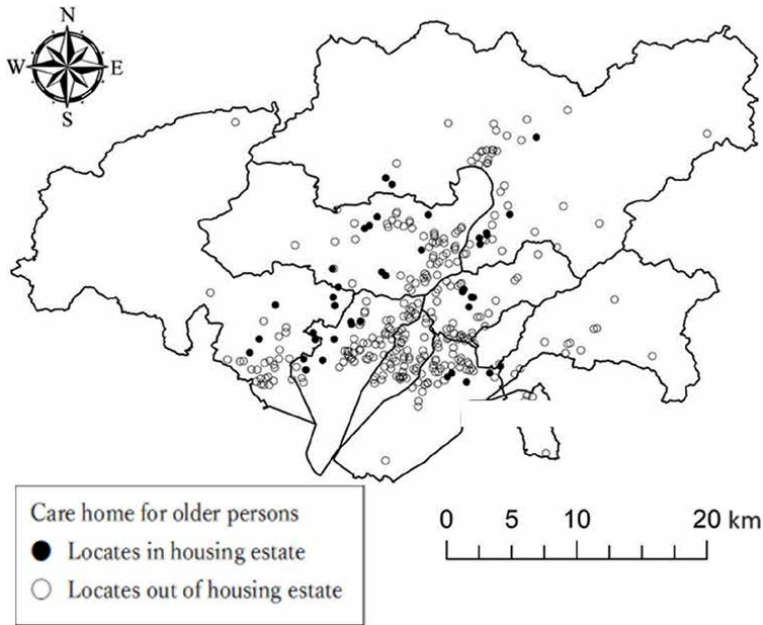 N
W E
S
Care home for older persons
Locates in housing estate
Locates out of housing estate
0 5 10 20 km